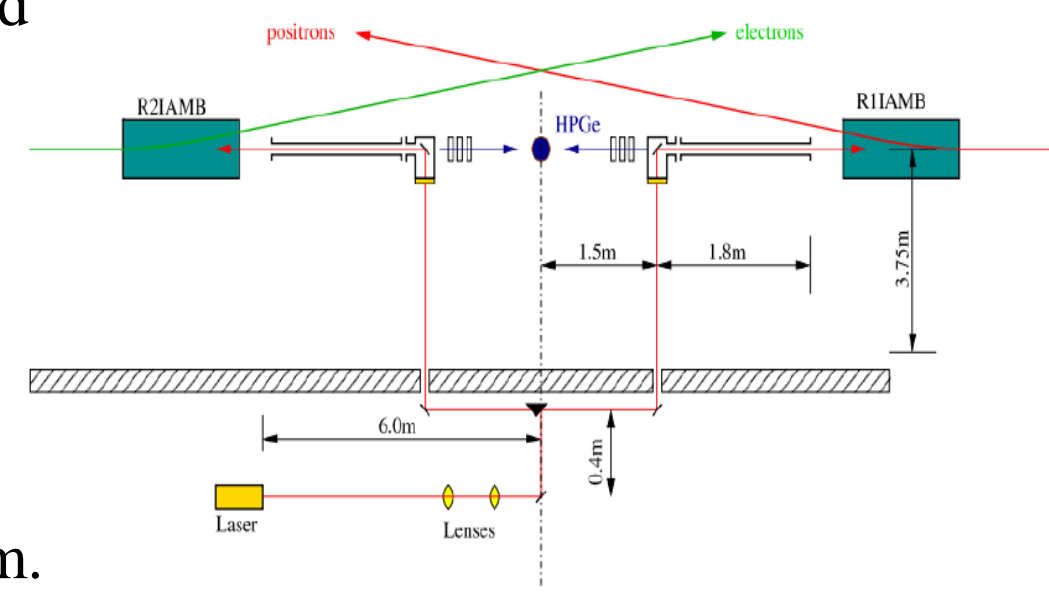 d
positrons
electrons
R2IAMB
R1IAMB
HPGe
1.5m
1.8m
3.75m
6.0m
0.4m
Laser
Lenses
m.